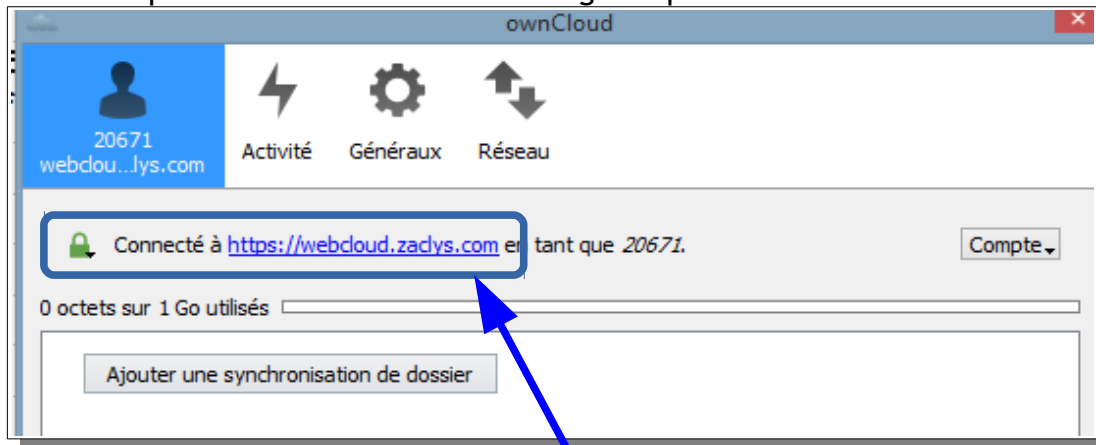 ownCloud
20671
webclou...lys.com
Activité
Généraux
Réseau
Connecté à https://webcloud.zaclys.com en tant que 20671.
Compte
0 octets sur 1 Go utilisés
Ajouter une synchronisation de dossier